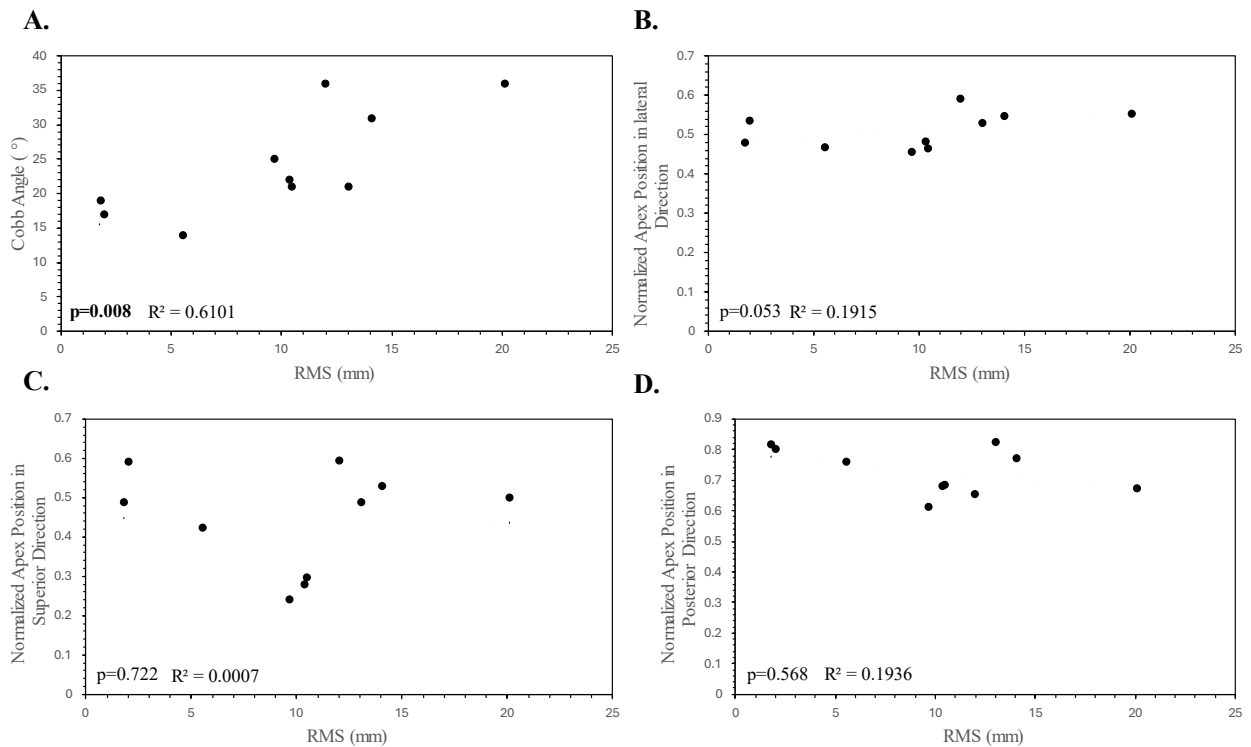 A.
40
35
30
25
20
15
10
5
0
Cobb Angle ( °)
p=0.008 R² = 0.6101
0 5 10 15 20 25
RMS (mm)
B.
0.7
0.6
0.5
0.4
0.3
0.2
0.1
0
Normalized Apex Position in lateral
Direction
p=0.053 R² = 0.1915
0 5 10 15 20 25
RMS (mm)
C.
0.7
0.6
0.5
0.4
0.3
0.2
0.1
0
Normalized Apex Position in
Superior Direction
p=0.722 R² = 0.0007
0 5 10 15 20 25
RMS (mm)
D.
0.9
0.8
0.7
0.6
0.5
0.4
0.3
0.2
0.1
0
Normalized Apex Position in
Posterior Direction
p=0.568 R² = 0.1936
0 5 10 15 20 25
RMS (mm)